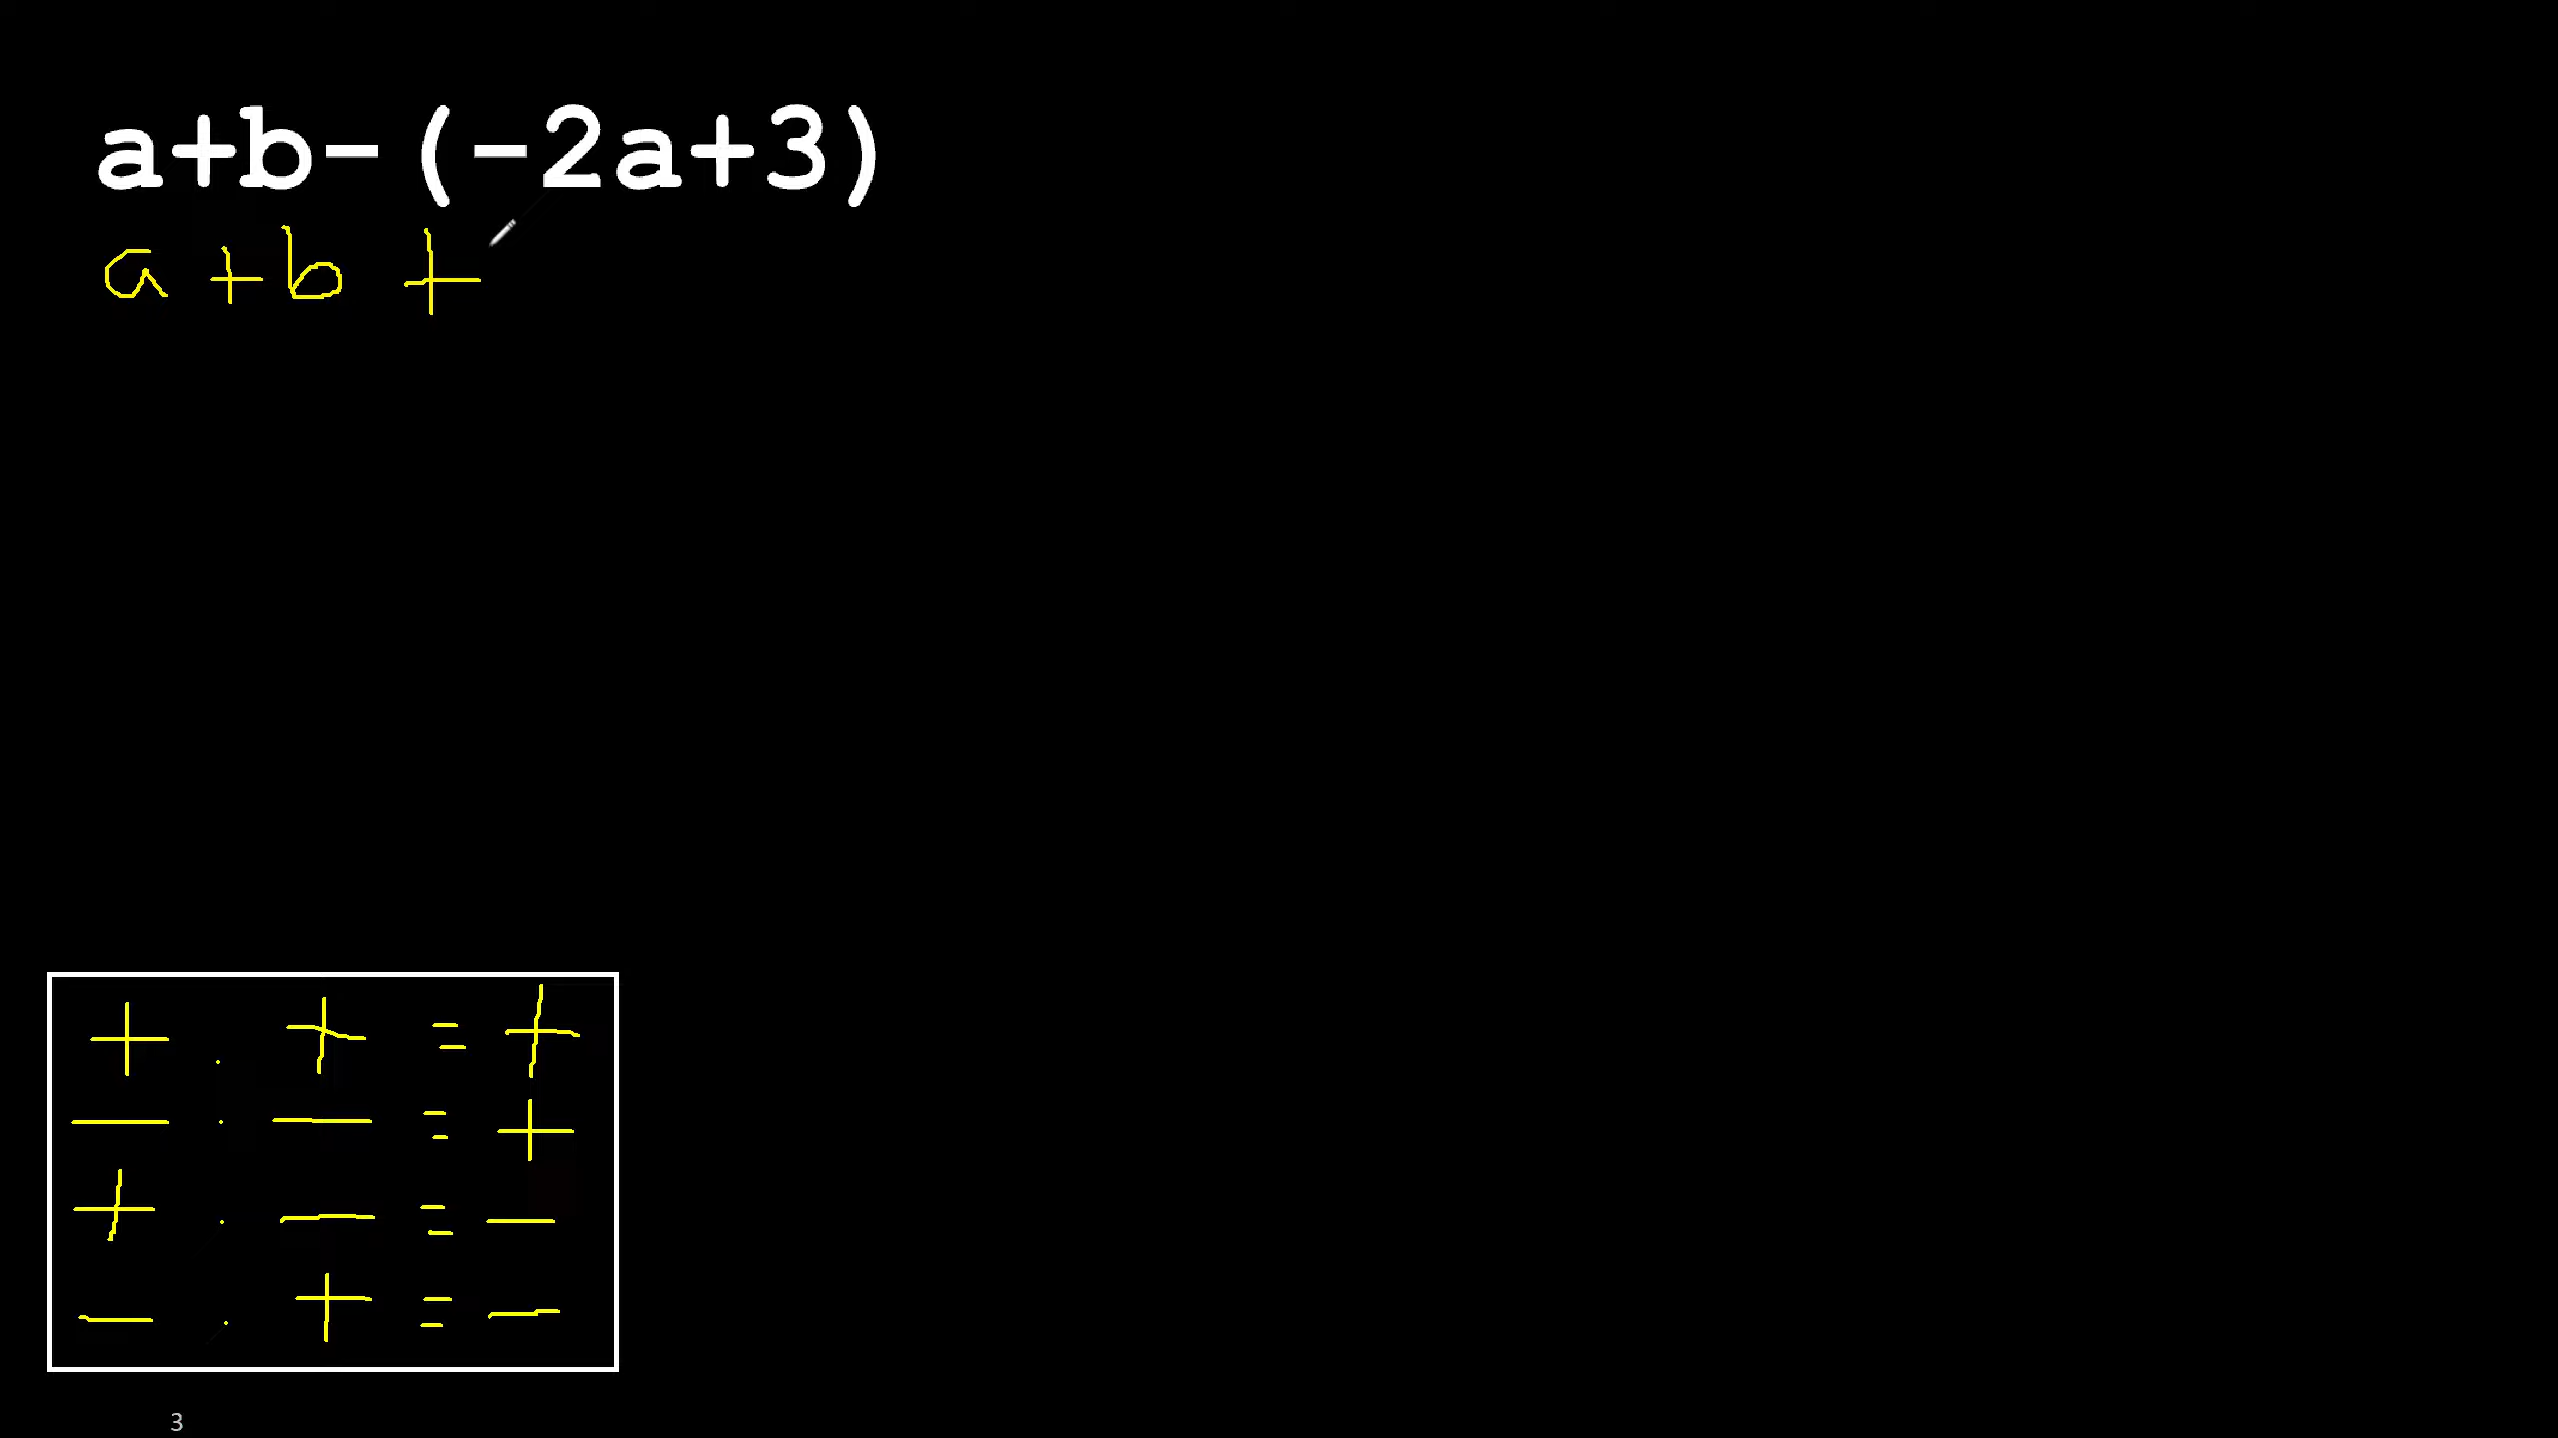 a+b-(-2a+3)
a + b +
+ . + = +
— . — = +
+ . — = —
— . + = —
3